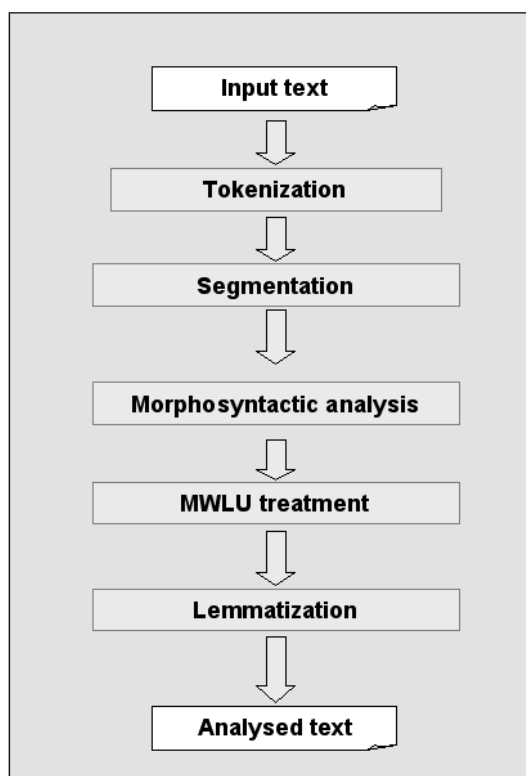 Input text
Tokenization
Segmentation
Morphosyntactic analysis
MWLU treatment
Lemmatization
Analysed text